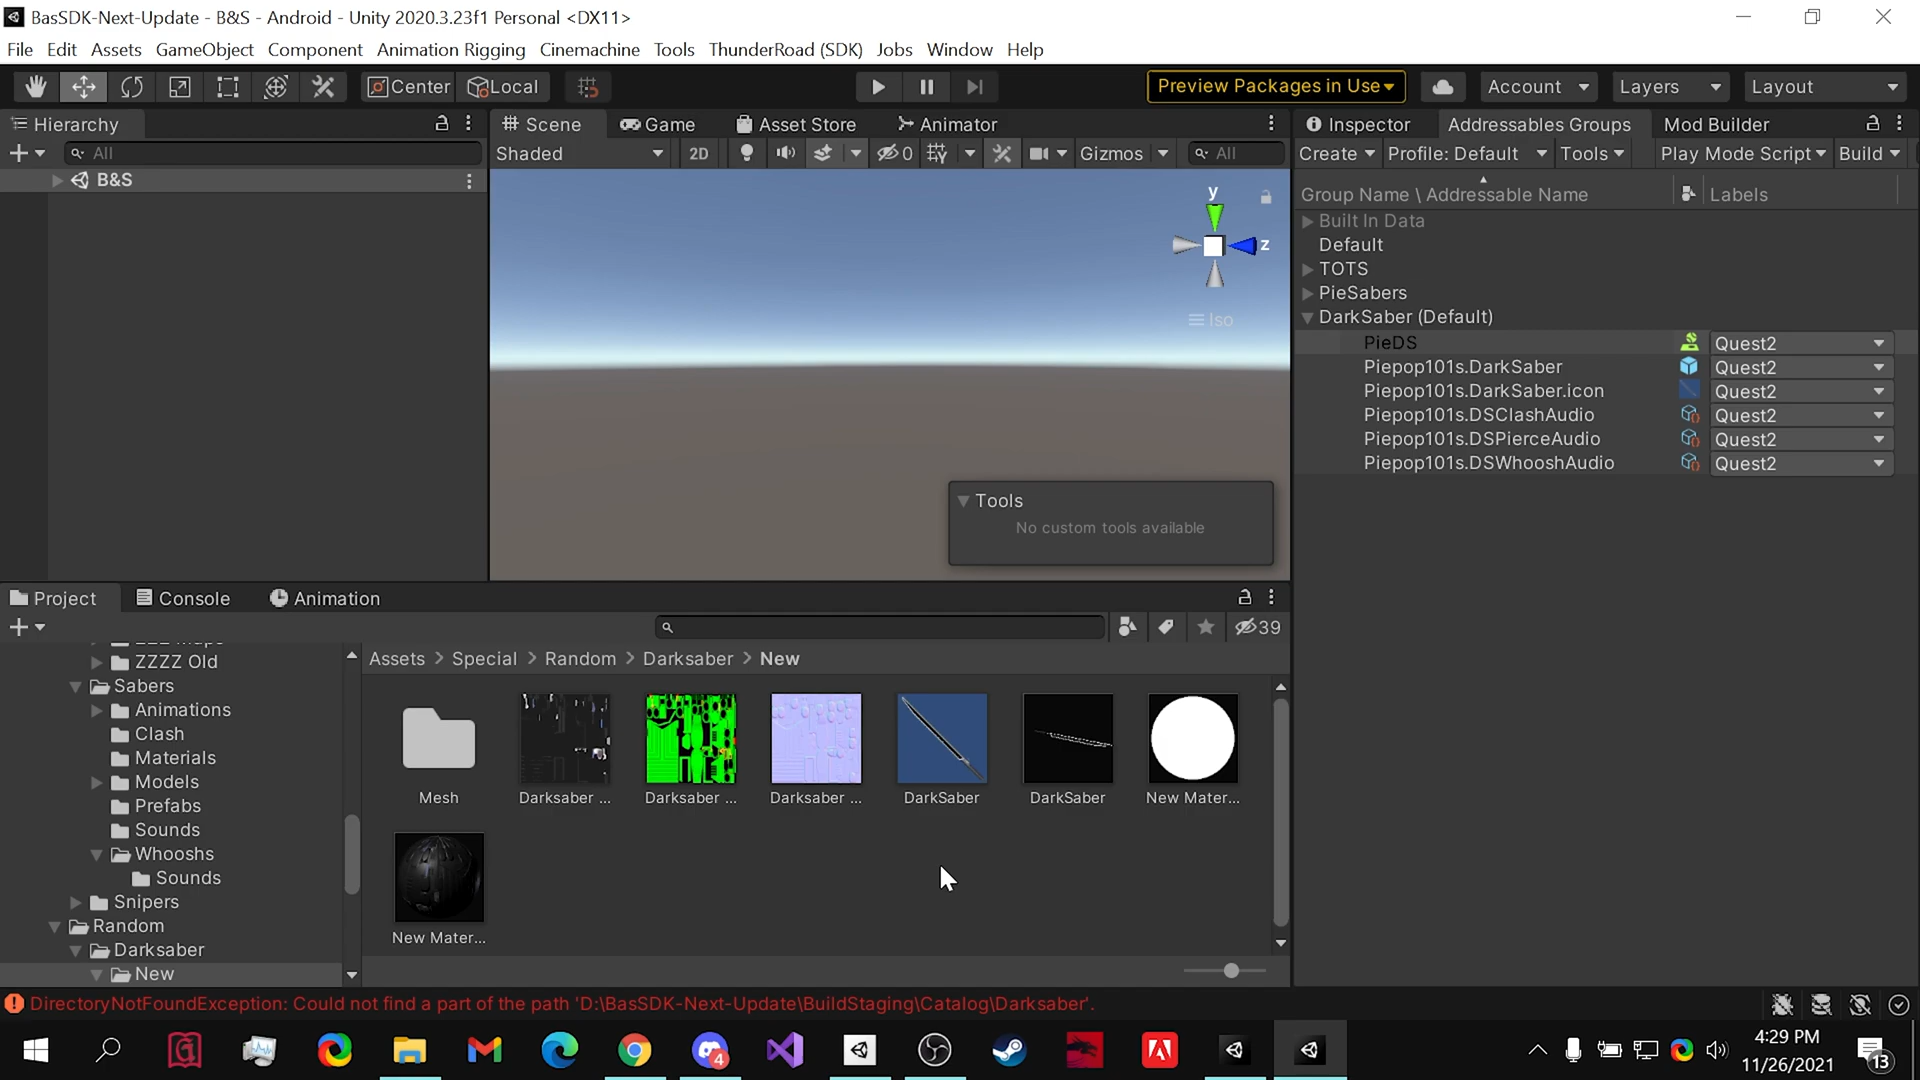 BasSDK-Next-Update - B&S - Android - Unity 2020.3.23f1 Personal <DX11>
File Edit Assets GameObject Component Animation Rigging Cinemachine Tools ThunderRoad (SDK) Jobs Window Help
Center Local Preview Packages in Use Account Layers Layout
Hierarchy
All
B&S
Scene Game Asset Store Animator
Shaded 2D 0 Gizmos All
y
z
Iso
Tools
No custom tools available
Inspector Addressables Groups Mod Builder
Create Profile: Default Tools Play Mode Script Build
Group Name \ Addressable Name Labels
Built In Data
Default
TOTS
PieSabers
DarkSaber (Default)
PieDS Quest2
Piepop101s.DarkSaber Quest2
Piepop101s.DarkSaber.icon Quest2
Piepop101s.DSClashAudio Quest2
Piepop101s.DSPierceAudio Quest2
Piepop101s.DSWhooshAudio Quest2
Project Console Animation
39
ZZZZ Old
Sabers
Animations
Clash
Materials
Models
Prefabs
Sounds
Whooshs
Sounds
Snipers
Random
Darksaber
New
Assets > Special > Random > Darksaber > New
Mesh Darksaber ... Darksaber ... Darksaber ... DarkSaber DarkSaber New Mater...
New Mater...
DirectoryNotFoundException: Could not find a part of the path 'D:\BasSDK-Next-Update\BuildStaging\Catalog\Darksaber'.
4
4:29 PM
11/26/2021
13